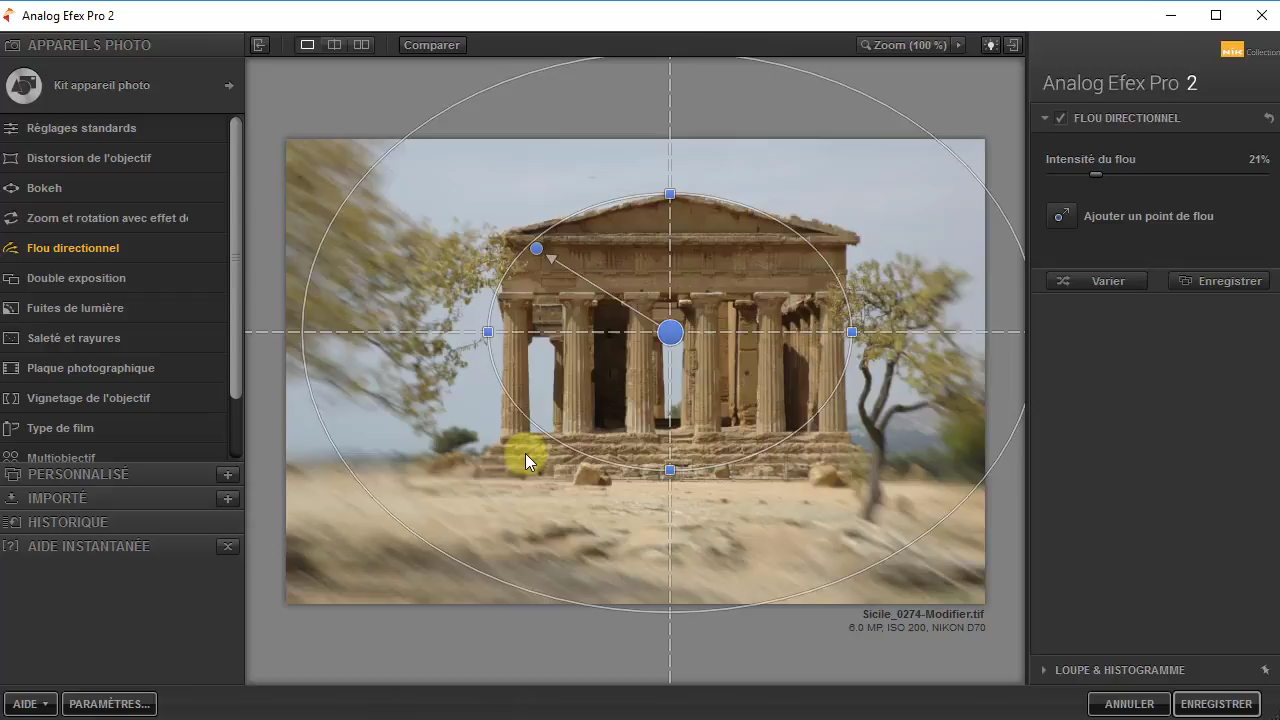 Analog Efex Pro 2
APPAREILS PHOTO
Comparer
Zoom (100 %)
Nik Collection
Kit appareil photo
Analog Efex Pro 2
Réglages standards
FLOU DIRECTIONNEL
Distorsion de l'objectif
Intensité du flou 21%
Bokeh
Zoom et rotation avec effet de
Ajouter un point de flou
Flou directionnel
Double exposition
Varier
Enregistrer
Fuites de lumière
Saleté et rayures
Plaque photographique
Vignetage de l'objectif
Type de film
Multiobjectif
PERSONNALISÉ
IMPORTÉ
HISTORIQUE
AIDE INSTANTANÉE
Sicile_0274-Modifier.tif
6.0 MP, ISO 200, NIKON D70
LOUPE & HISTOGRAMME
AIDE
PARAMÈTRES...
ANNULER
ENREGISTRER